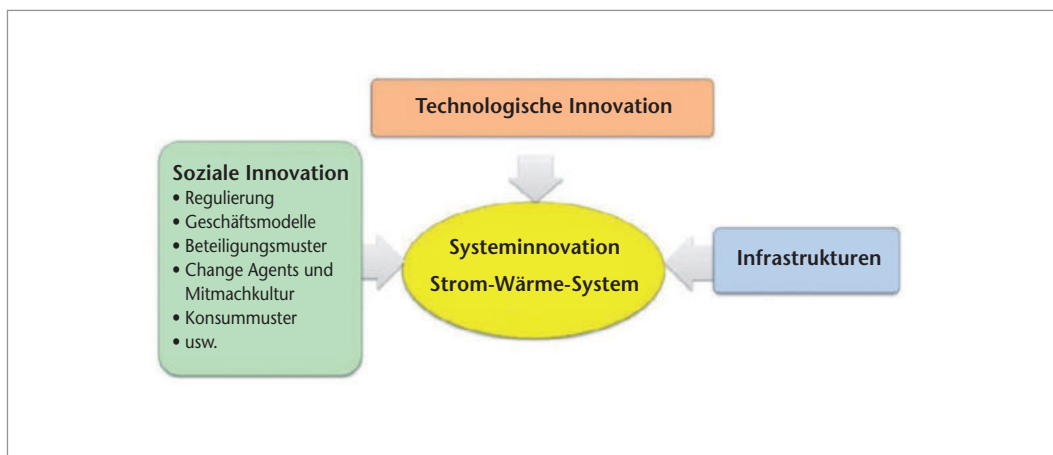 Technologische Innovation
Soziale Innovation
• Regulierung
• Geschäftsmodelle
• Beteiligungsmuster
• Change Agents und
Mitmachkultur
• Konsummuster
• usw.
Systeminnovation
Strom-Wärme-System
Infrastrukturen